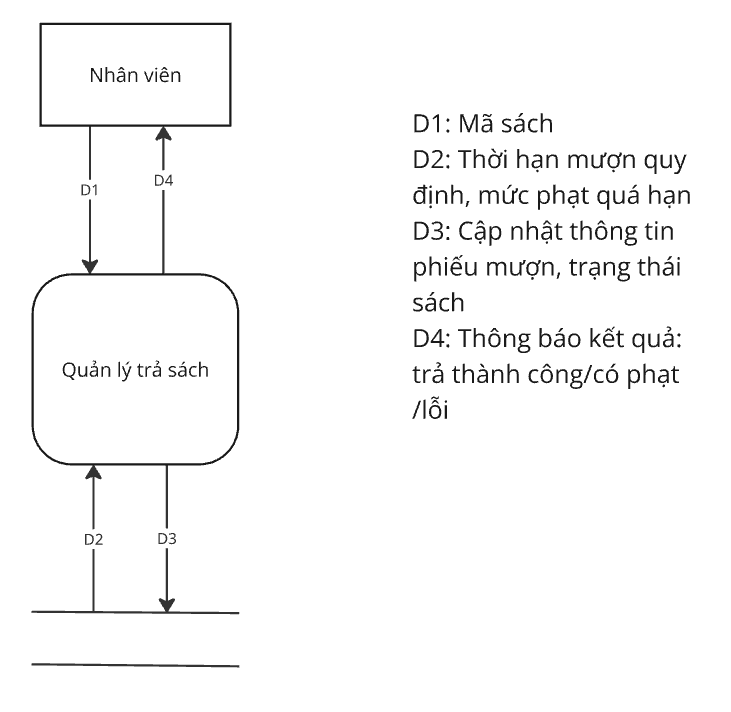 Nhân viên
D1
D4
Quản lý trả sách
D2
D3
D1: Mã sách
D2: Thời hạn mượn quy
định, mức phạt quá hạn
D3: Cập nhật thông tin
phiếu mượn, trạng thái
sách
D4: Thông báo kết quả:
trả thành công/có phạt
/lỗi